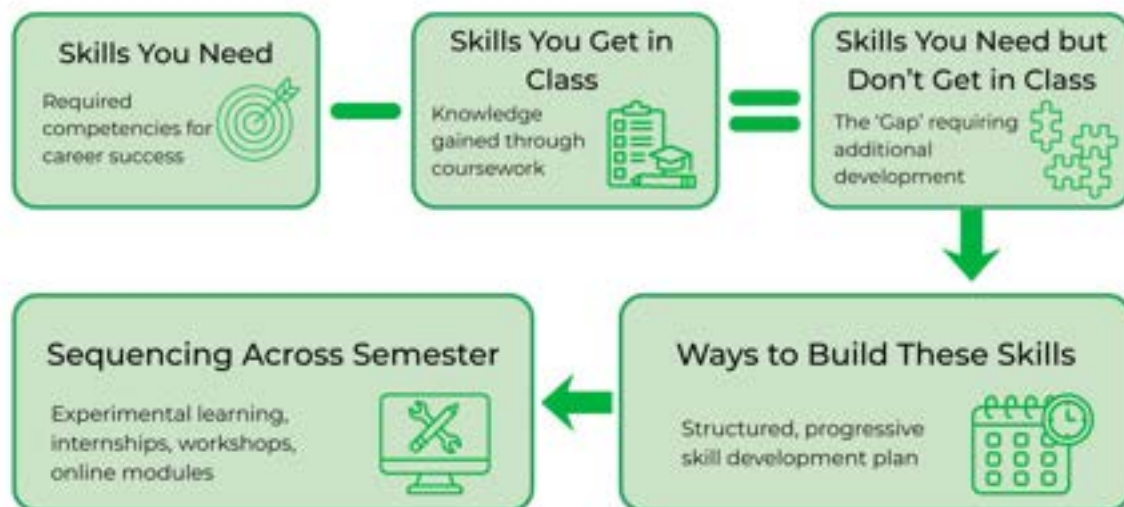 Skills You Need
Required
competencies for
career success
Skills You Get in
Class
Knowledge
gained through
coursework
Skills You Need but
Don't Get in Class
The 'Gap' requiring
additional
development
Ways to Build These Skills
Structured, progressive
skill development plan
Sequencing Across Semester
Experimental learning,
internships, workshops,
online modules